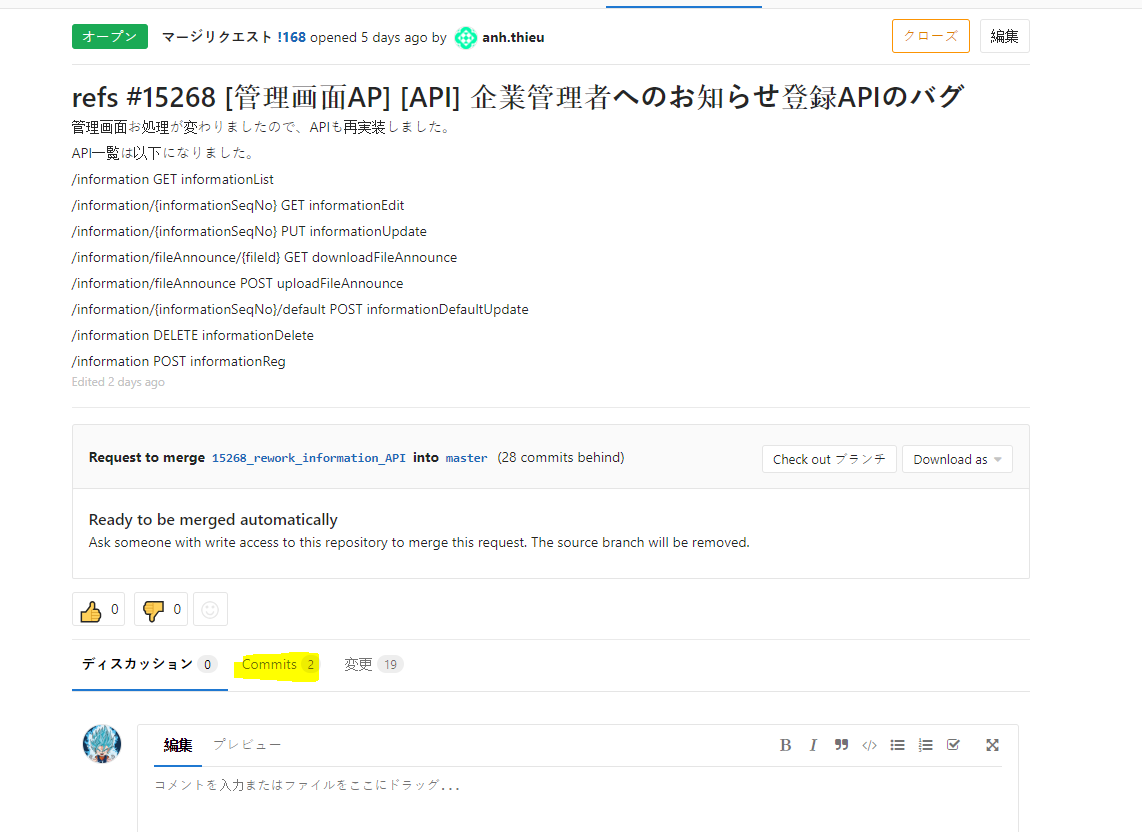 オープン マージリクエスト !168 opened 5 days ago by anh.thieu クローズ 編集
refs #15268 [管理画面AP] [API] 企業管理者へのお知らせ登録APIのバグ
管理画面お処理が変わりましたので、APIも再実装しました。
API一覧は以下になりました。
/information GET informationList
/information/{informationSeqNo} GET informationEdit
/information/{informationSeqNo} PUT informationUpdate
/information/fileAnnounce/{fileId} GET downloadFileAnnounce
/information/fileAnnounce POST uploadFileAnnounce
/information/{informationSeqNo}/default POST informationDefaultUpdate
/information DELETE informationDelete
/information POST informationReg
Edited 2 days ago
Request to merge 15268_rework_information_API into master (28 commits behind) Check out ブランチ Download as
Ready to be merged automatically
Ask someone with write access to this repository to merge this request. The source branch will be removed.
0 0
ディスカッション 0 Commits 2 変更 19
編集 プレビュー B I
コメントを入力またはファイルをここにドラッグ...